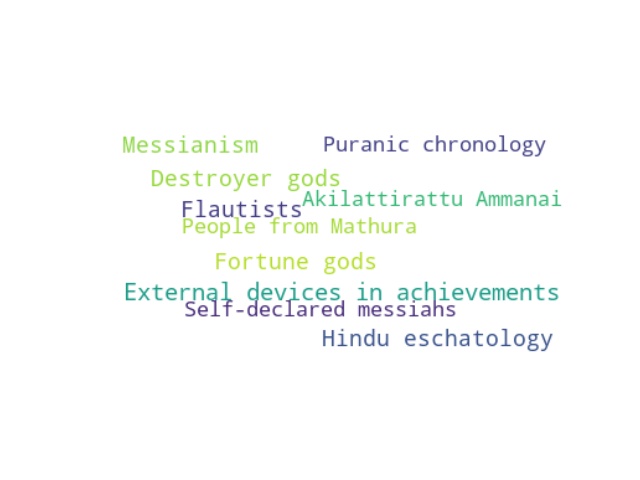 Messianism
Puranic chronology
Destroyer gods
Akilattirattu Ammanai
Flautists
People from Mathura
Fortune gods
External devices in achievements
Self-declared messiahs
Hindu eschatology